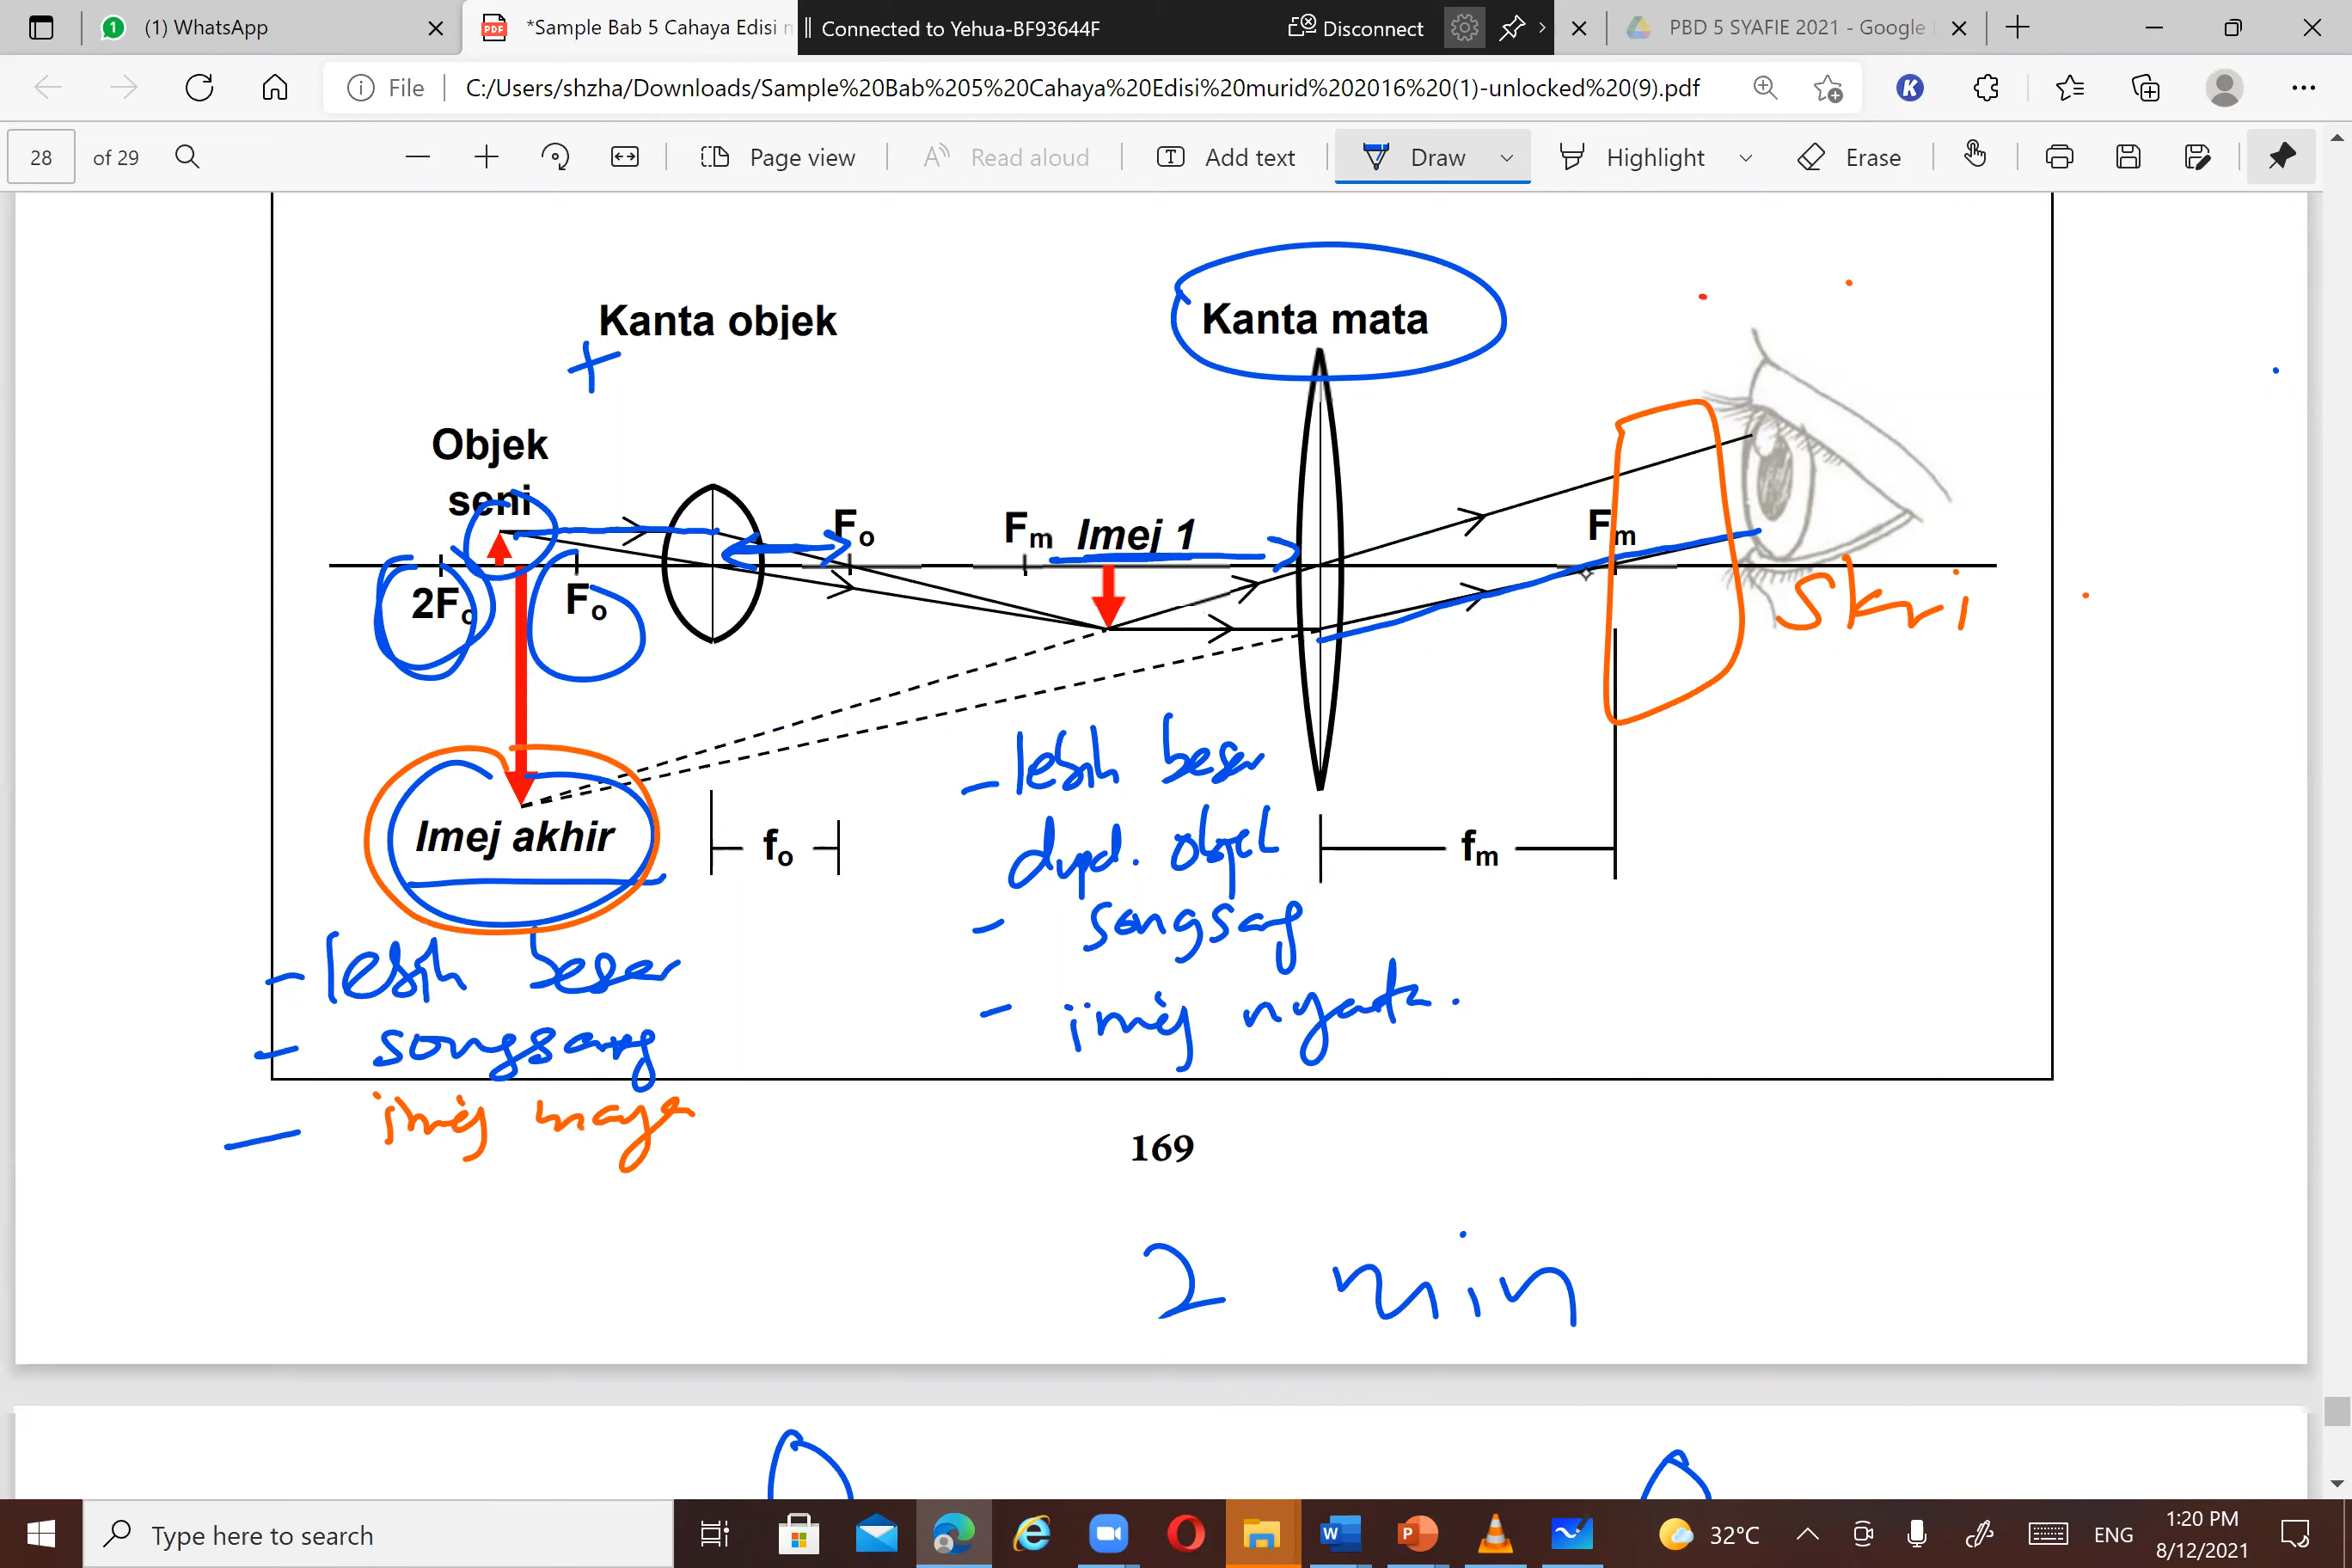 (1) WhatsApp
*Sample Bab 5 Cahaya Edisi m
Connected to Yehua-BF93644F
Disconnect
PBD 5 SYAFIE 2021 - Google
File
C:/Users/shzha/Downloads/Sample%20Bab%205%20Cahaya%20Edisi%20murid%202016%20(1)-unlocked%20(9).pdf
28 of 29
Page view
Read aloud
Add text
Draw
Highlight
Erase
Kanta objek
Kanta mata
+
Objek
seni
Fo
Fm
Imej 1
Fm
2Fo
Fo
Skri
Imej akhir
fo
fm
- lebih besar
drpd. objek
- songsang
- imej nyata.
- lebih besar
- songsang
- imej maya
169
2 min
Type here to search
32°C
ENG
1:20 PM
8/12/2021